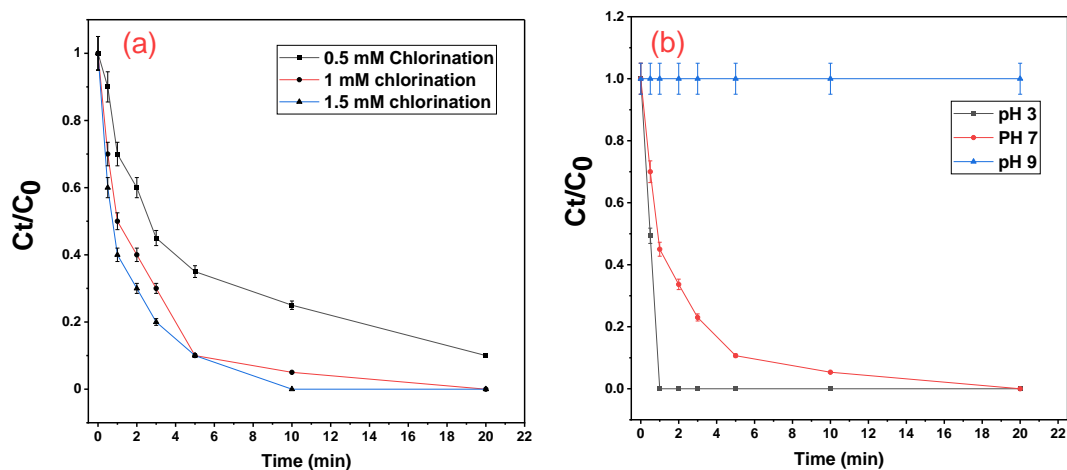 (a)
0.5 mM Chlorination
1 mM chlorination
1.5 mM chlorination
Ct/C0
1
0.8
0.6
0.4
0.2
0
0 2 4 6 8 10 12 14 16 18 20 22
Time (min)
(b)
pH 3
PH 7
pH 9
Ct/C0
1.2
1.0
0.8
0.6
0.4
0.2
0.0
0 2 4 6 8 10 12 14 16 18 20 22
Time (min)